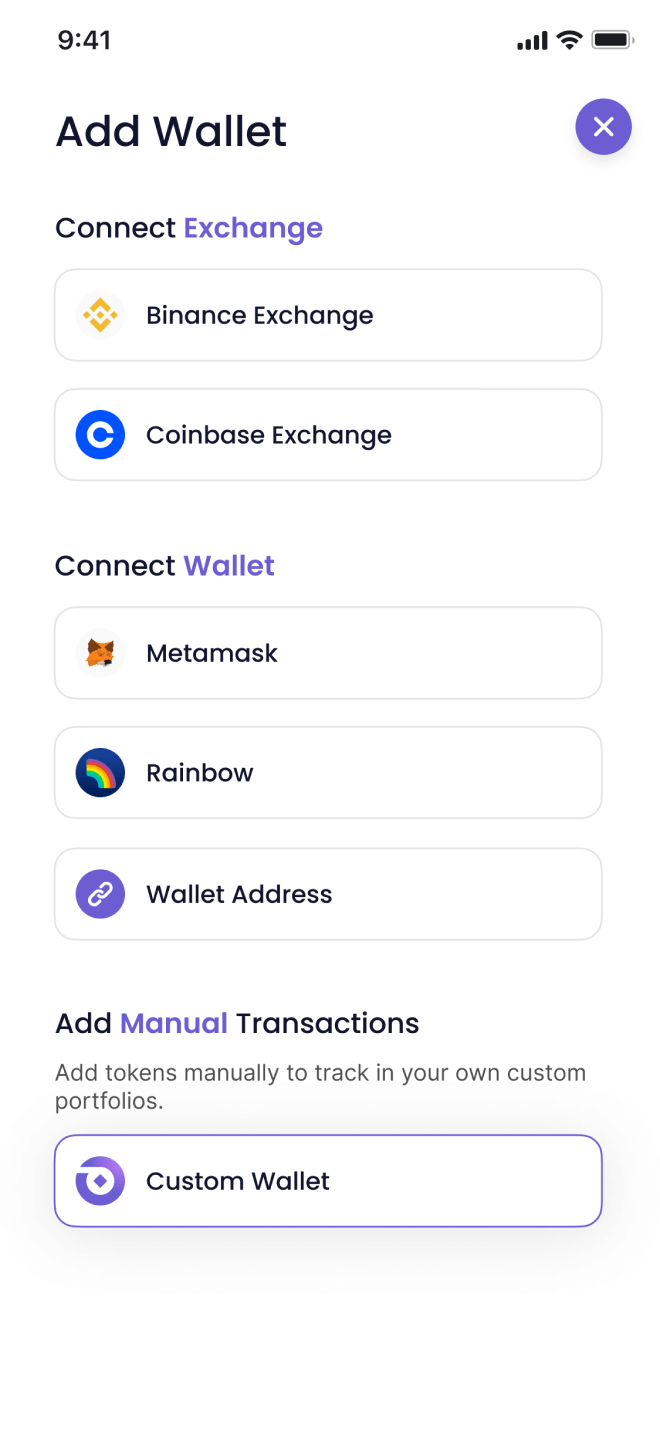 9:41
Add Wallet
Connect Exchange
Binance Exchange
Coinbase Exchange
Connect Wallet
Metamask
Rainbow
Wallet Address
Add Manual Transactions
Add tokens manually to track in your own custom
portfolios.
Custom Wallet